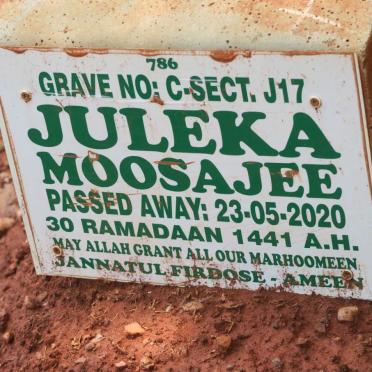 786
GRAVE NO: C-SECT. J17
JULEKA
MOOSAJEE
PASSED AWAY: 23-05-2020
30 RAMADAAN 1441 A.H.
MAY ALLAH GRANT ALL OUR MARHOOMEEN
JANNATUL FIRDOSE. AMEEN